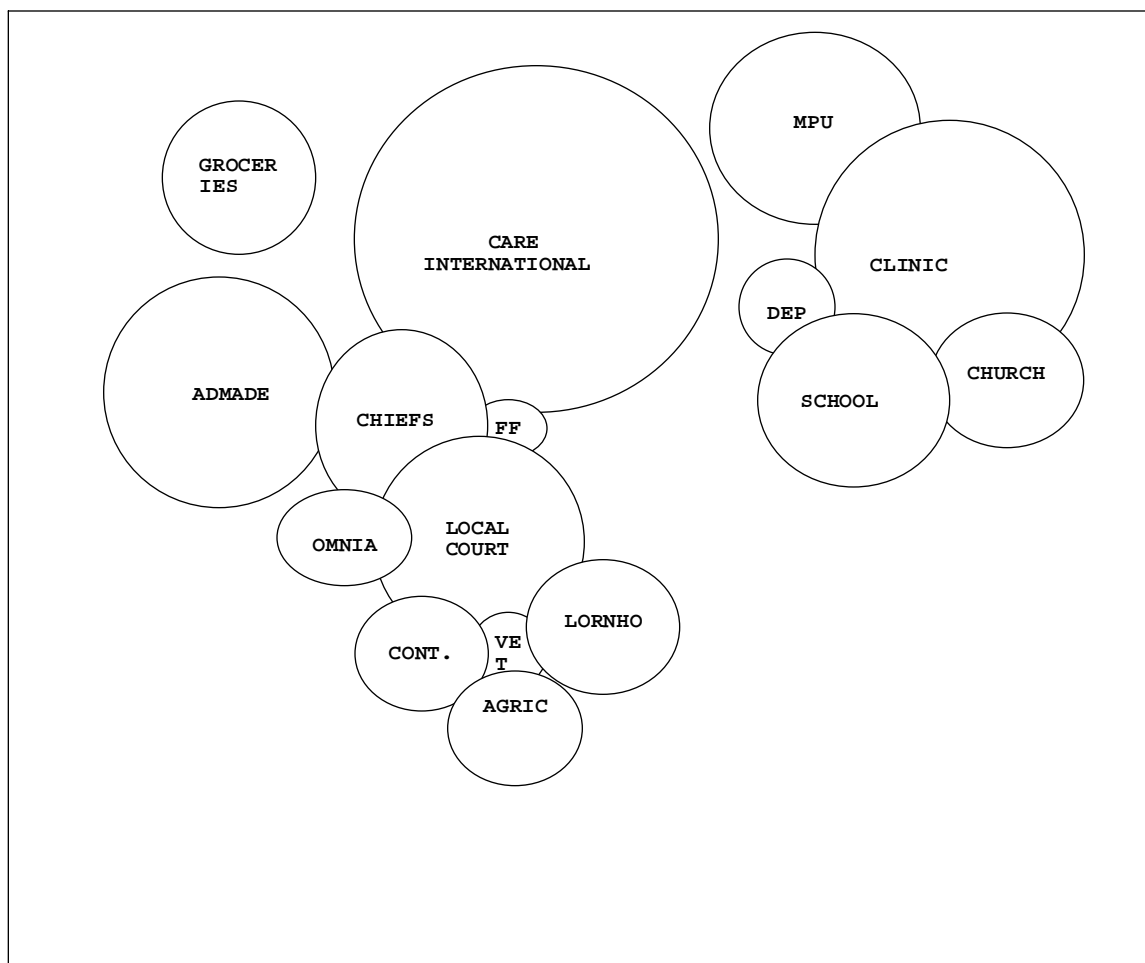 MPU
GROCER
IES
CARE
INTERNATIONAL
CLINIC
DEP
CHURCH
ADMADE
SCHOOL
CHIEFS
FF
LOCAL
COURT
OMNIA
LORNHO
VE
T
CONT.
AGRIC